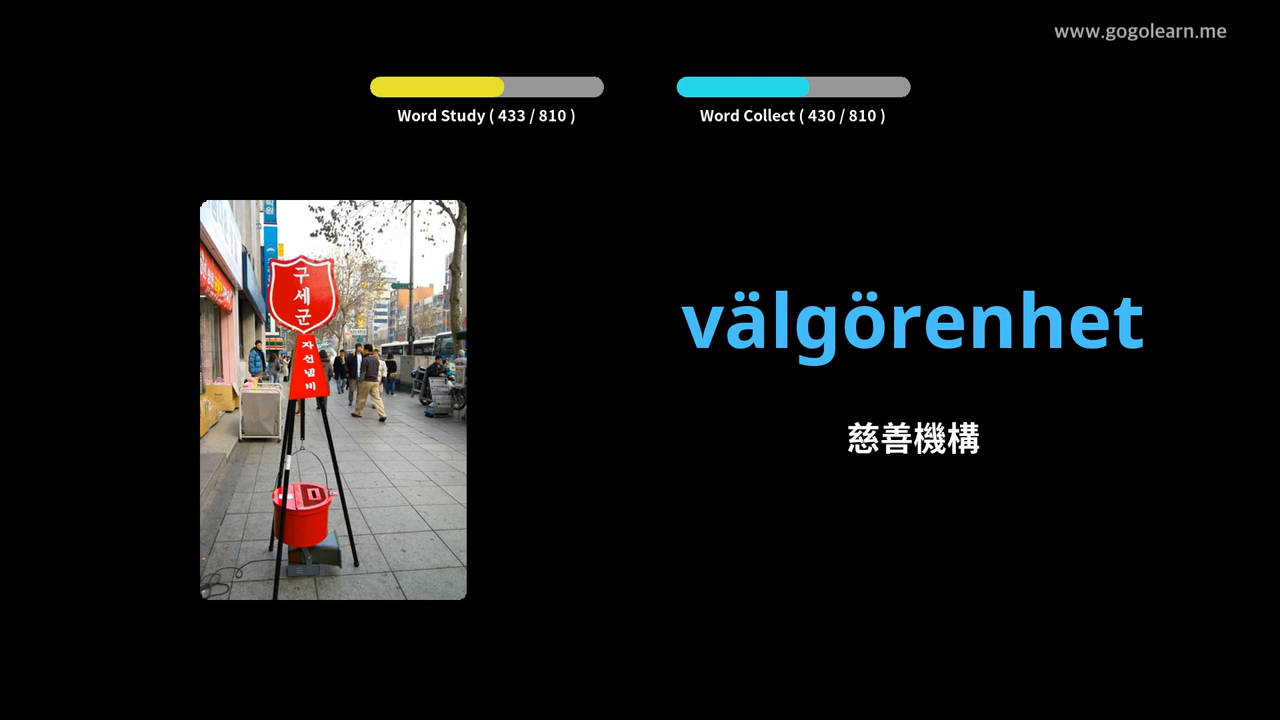 www.gogolearn.me
Word Study ( 433 / 810 )
Word Collect ( 430 / 810 )
구세군
자선냄비
välgörenhet
慈善機構